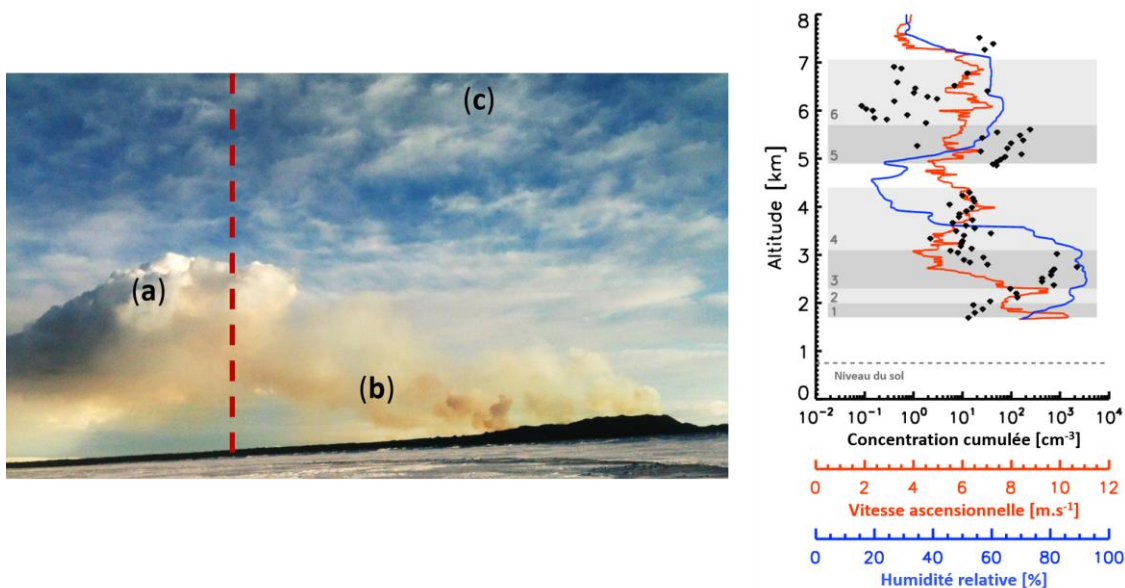 (a)
(b)
(c)
8
7
6
5
4
3
2
1
0
Altitude [km]
6
5
4
3
2
1
Niveau du sol
10⁻² 10⁻¹ 10⁰ 10¹ 10² 10³ 10⁴
Concentration cumulée [cm⁻³]
0 2 4 6 8 10 12
Vitesse ascensionnelle [m.s⁻¹]
0 20 40 60 80 100
Humidité relative [%]